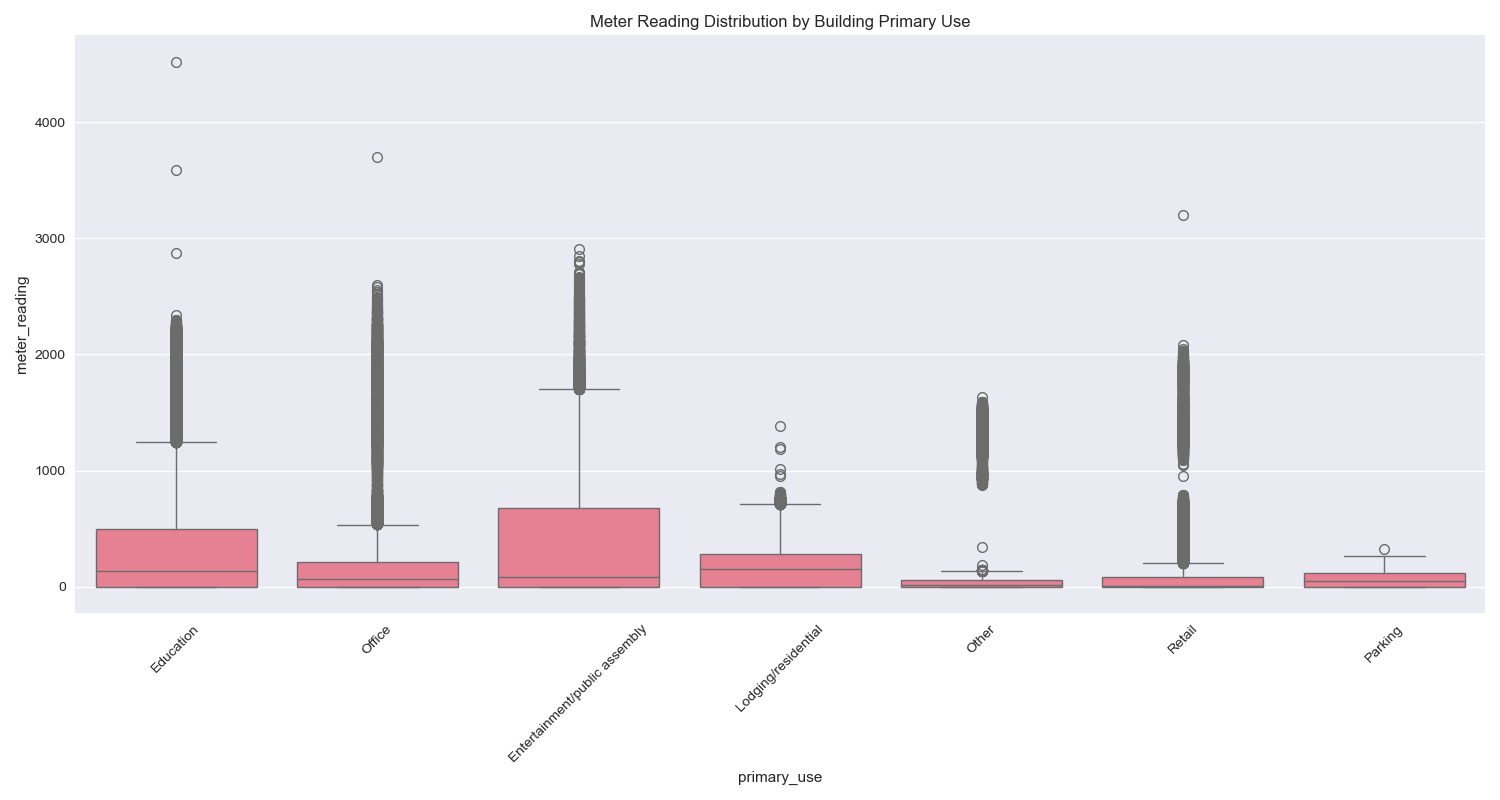 Meter Reading Distribution by Building Primary Use
meter_reading
4000
3000
2000
1000
0
Education
Office
Entertainment/public assembly
Lodging/residential
Other
Retail
Parking
primary_use